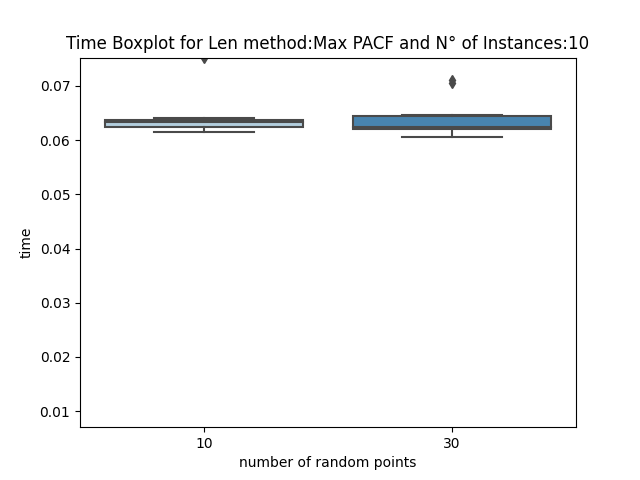 Time Boxplot for Len method:Max PACF and N° of Instances:10
0.07
0.06
0.05
0.04
0.03
0.02
0.01
time
10 30
number of random points